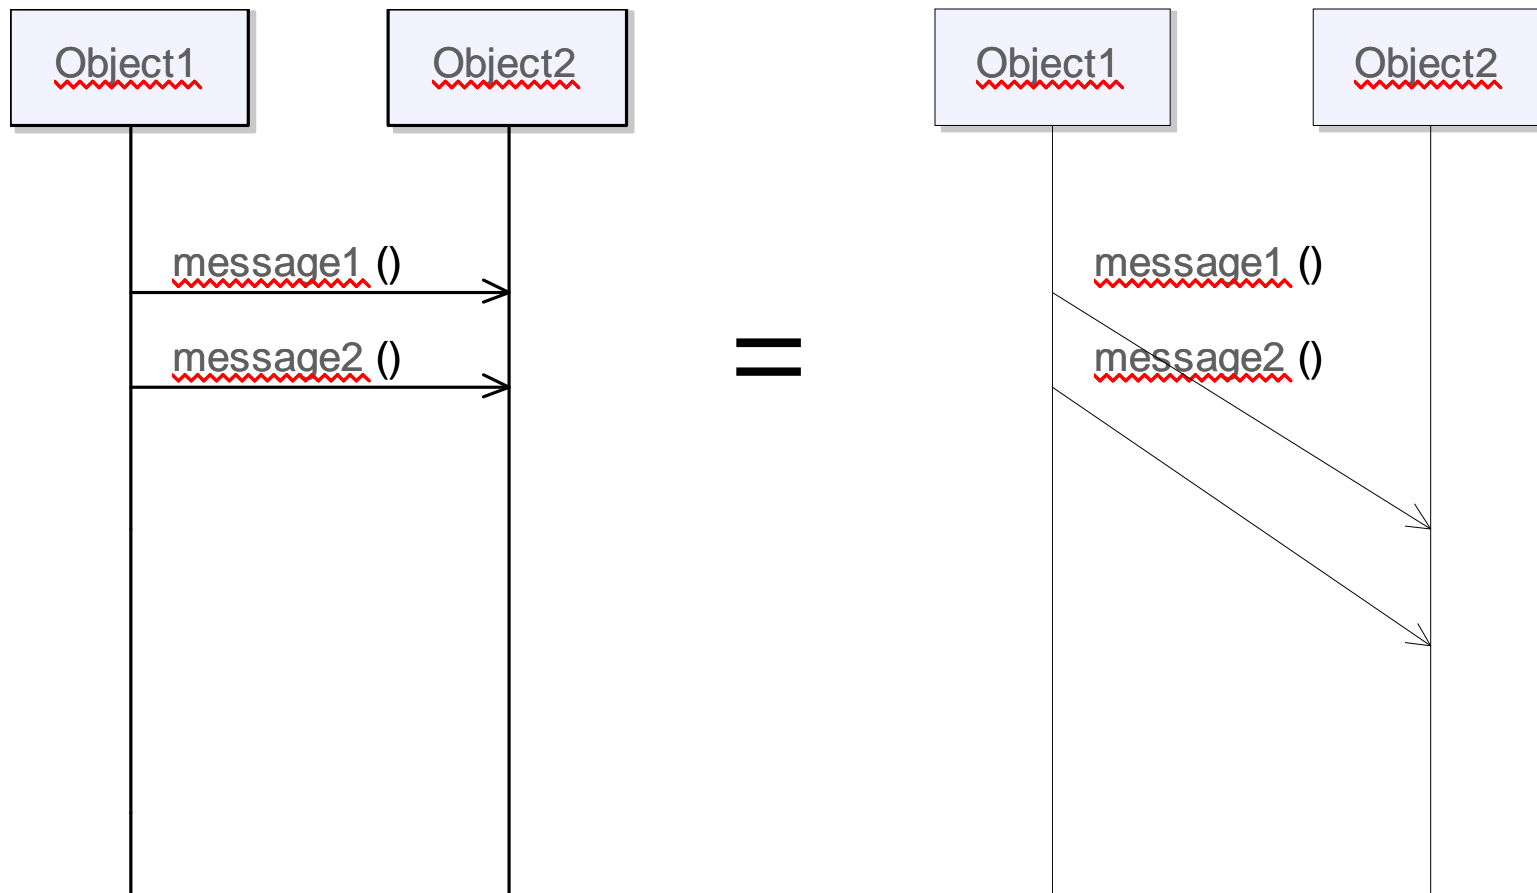 Object1 Object2 Object1 Object2
message1 () message1 ()
message2 () = message2 ()